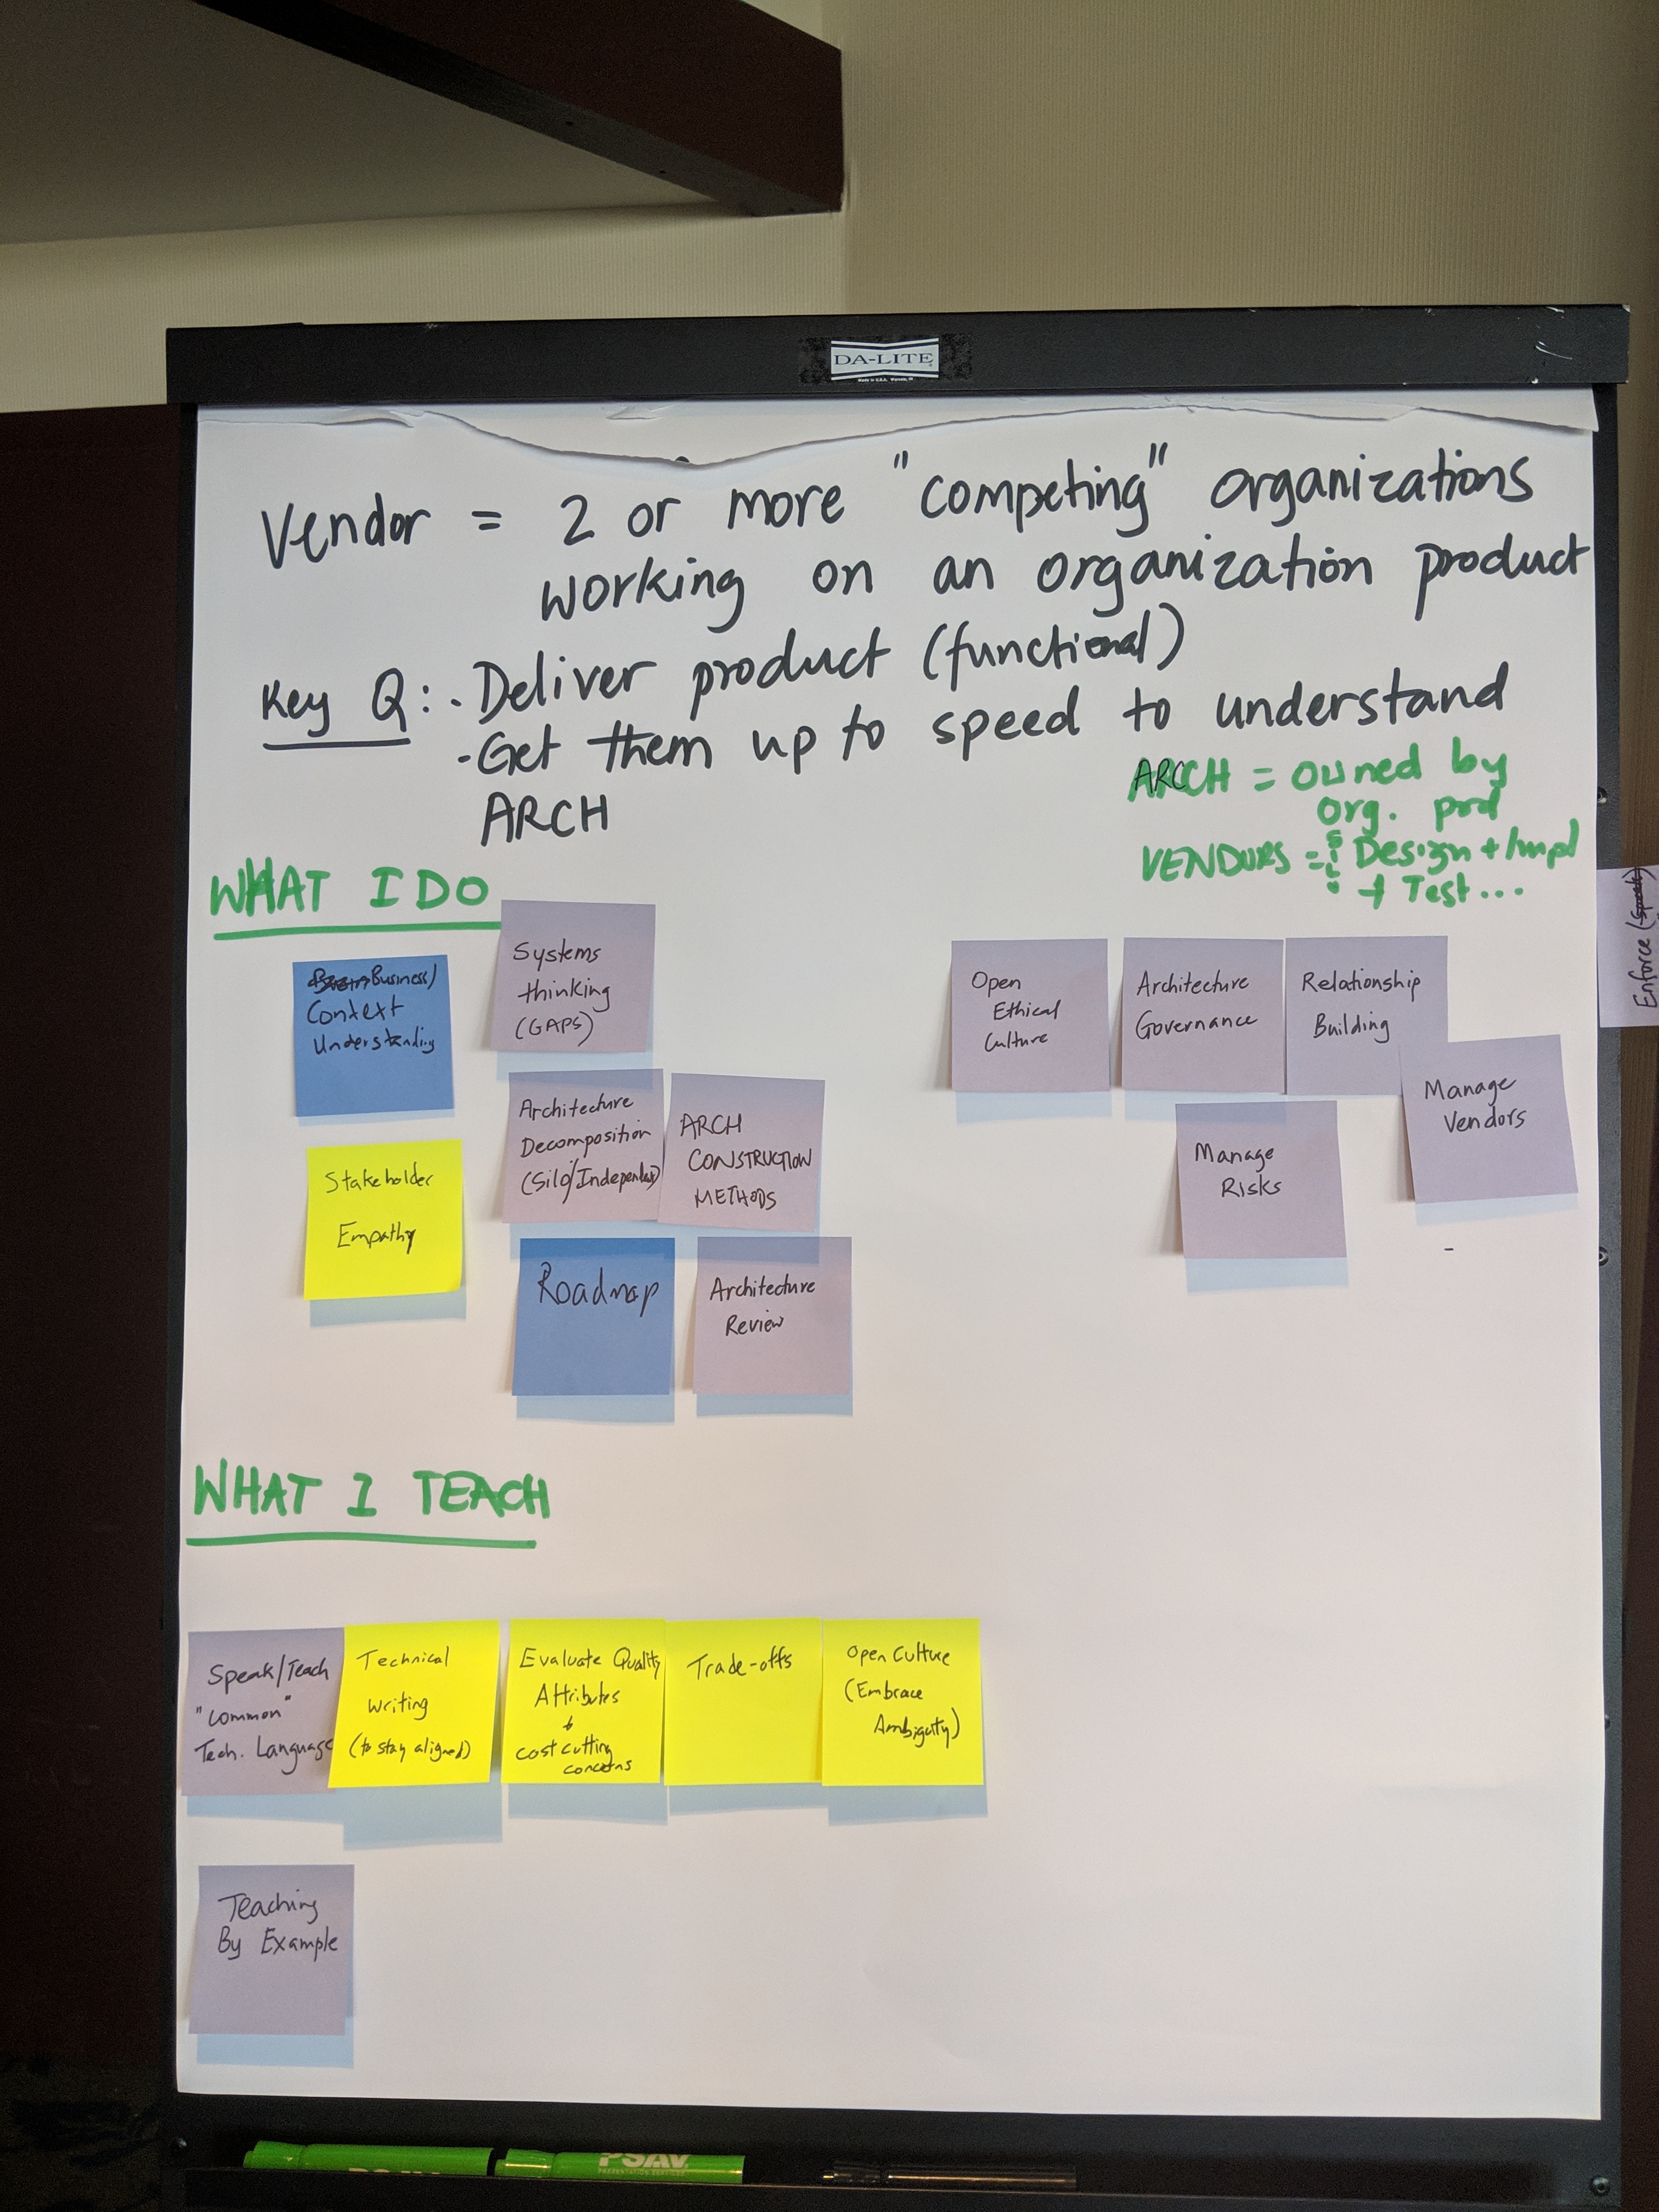 DA-LITE
Vendor = 2 or more "competing" organizations
working on an organization product
Key Q: - Deliver product (functional)
- Get them up to speed to understand
ARCH
ARCH = owned by
org. prd
VENDORS = Design + Impl
+ Test...
WHAT I DO
Business)
Context
Understanding
Systems
thinking
(GAPS)
Stakeholder
Empathy
Architecture
Decomposition
(Silo/Independent)
ARCH
CONSTRUCTION
METHODS
Roadmap
Architecture
Review
Open
Ethical
Culture
Architecture
Governance
Relationship
Building
Manage
Risks
Manage
Vendors
Enforce
WHAT I TEACH
Speak/Teach
"Common"
Tech. Language
Technical
Writing
(to stay aligned)
Evaluate Quality
Attributes
&
cost cutting
concerns
Trade-offs
Open Culture
(Embrace
Ambiguity)
Teaching
By Example
PSAV
PSAV